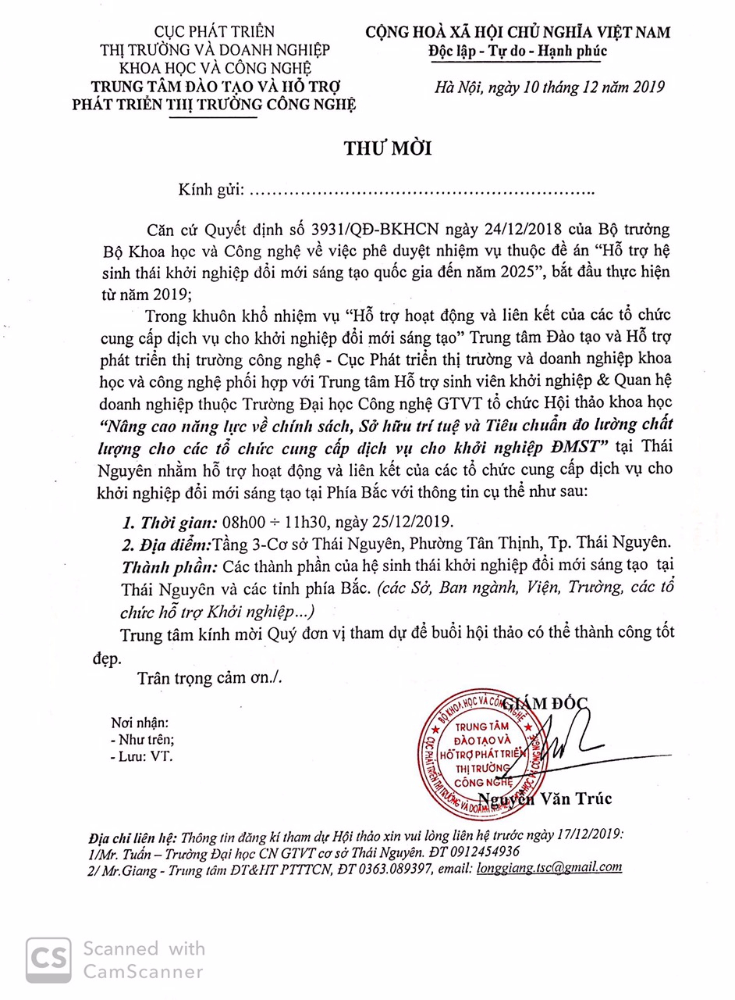 CỤC PHÁT TRIỂN
THỊ TRƯỜNG VÀ DOANH NGHIỆP
KHOA HỌC VÀ CÔNG NGHỆ
TRUNG TÂM ĐÀO TẠO VÀ HỖ TRỢ
PHÁT TRIỂN THỊ TRƯỜNG CÔNG NGHỆ
CỘNG HOÀ XÃ HỘI CHỦ NGHĨA VIỆT NAM
Độc lập - Tự do - Hạnh phúc
Hà Nội, ngày 10 tháng 12 năm 2019
THƯ MỜI
Kính gửi: ……………………………………………………..
Căn cứ Quyết định số 3931/QĐ-BKHCN ngày 24/12/2018 của Bộ trưởng
Bộ Khoa học và Công nghệ về việc phê duyệt nhiệm vụ thuộc đề án “Hỗ trợ hệ
sinh thái khởi nghiệp đổi mới sáng tạo quốc gia đến năm 2025”, bắt đầu thực hiện
từ năm 2019;
Trong khuôn khổ nhiệm vụ “Hỗ trợ hoạt động và liên kết của các tổ chức
cung cấp dịch vụ cho khởi nghiệp đổi mới sáng tạo” Trung tâm Đào tạo và Hỗ trợ
phát triển thị trường công nghệ - Cục Phát triển thị trường và doanh nghiệp khoa
học và công nghệ phối hợp với Trung tâm Hỗ trợ sinh viên khởi nghiệp & Quan hệ
doanh nghiệp thuộc Trường Đại học Công nghệ GTVT tổ chức Hội thảo khoa học
“Nâng cao năng lực về chính sách, Sở hữu trí tuệ và Tiêu chuẩn đo lường chất
lượng cho các tổ chức cung cấp dịch vụ cho khởi nghiệp ĐMST” tại Thái
Nguyên nhằm hỗ trợ hoạt động và liên kết của các tổ chức cung cấp dịch vụ cho
khởi nghiệp đổi mới sáng tạo tại Phía Bắc với thông tin cụ thể như sau:
1. Thời gian: 08h00 ÷ 11h30, ngày 25/12/2019.
2. Địa điểm:Tầng 3-Cơ sở Thái Nguyên, Phường Tân Thịnh, Tp. Thái Nguyên.
Thành phần: Các thành phần của hệ sinh thái khởi nghiệp đổi mới sáng tạo tại
Thái Nguyên và các tỉnh phía Bắc. (các Sở, Ban ngành, Viện, Trường, các tổ
chức hỗ trợ Khởi nghiệp...)
Trung tâm kính mời Quý đơn vị tham dự để buổi hội thảo có thể thành công tốt
đẹp.
Trân trọng cảm ơn./.
Nơi nhận:
- Như trên;
- Lưu: VT.
GIÁM ĐỐC
BỘ KHOA HỌC VÀ CÔNG NGHỆ
TRUNG TÂM
ĐÀO TẠO VÀ
HỖ TRỢ PHÁT TRIỂN
THỊ TRƯỜNG
CÔNG NGHỆ
CỤC PHÁT TRIỂN THỊ TRƯỜNG VÀ DOANH NGHIỆP KHOA HỌC VÀ CÔNG NGHỆ
Nguyễn Văn Trúc
Địa chỉ liên hệ: Thông tin đăng kí tham dự Hội thảo xin vui lòng liên hệ trước ngày 17/12/2019:
1/Mr. Tuấn – Trường Đại học CN GTVT cơ sở Thái Nguyên. ĐT 0912454936
2/ Mr.Giang - Trung tâm ĐT&HT PTTTCN, ĐT 0363.089397, email: longgiang.tsc@gmail.com
CS
Scanned with
CamScanner